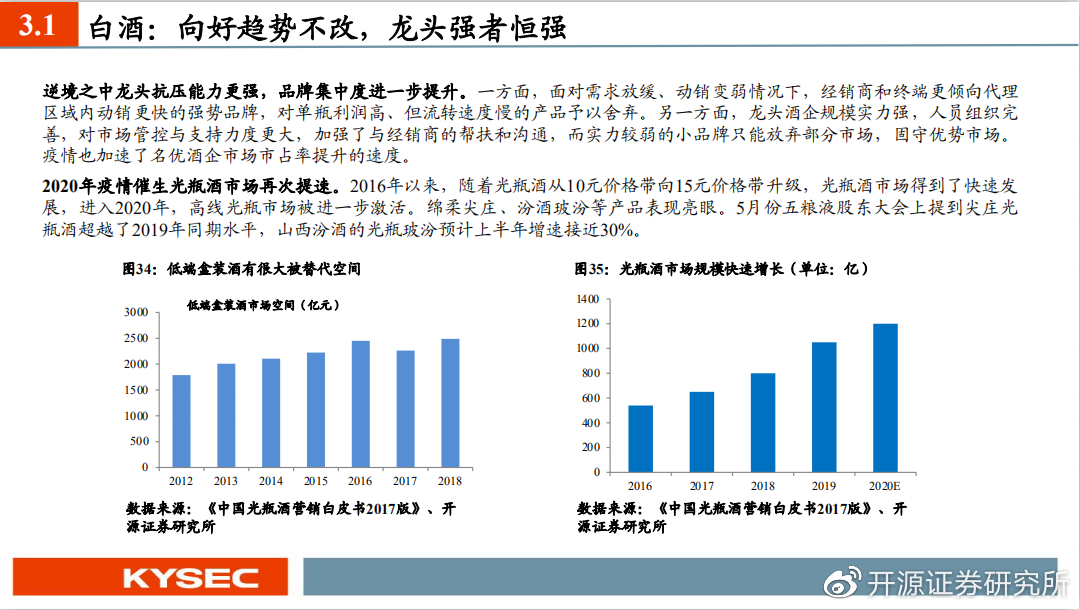 3.1
白酒：向好趋势不改，龙头强者恒强
逆境之中龙头抗压能力更强，品牌集中度进一步提升。一方面，面对需求放缓、动销变弱情况下，经销商和终端更倾向代理
区域内动销更快的强势品牌，对单瓶利润高、但流转速度慢的产品予以舍弃。另一方面，龙头酒企规模实力强，人员组织完
善，对市场管控与支持力度更大，加强了与经销商的帮扶和沟通，而实力较弱的小品牌只能放弃部分市场，固守优势市场。
疫情也加速了名优酒企市场市占率提升的速度。
2020年疫情催生光瓶酒市场再次提速。2016年以来，随着光瓶酒从10元价格带向15元价格带升级，光瓶酒市场得到了快速发
展，进入2020年，高线光瓶市场被进一步激活。绵柔尖庄、汾酒玻汾等产品表现亮眼。5月份五粮液股东大会上提到尖庄光
瓶酒超越了2019年同期水平，山西汾酒的光瓶玻汾预计上半年增速接近30%。
图34：低端盒装酒有很大被替代空间
低端盒装酒市场空间（亿元）
3000
2500
2000
1500
1000
500
0
2012 2013 2014 2015 2016 2017 2018
数据来源：《中国光瓶酒营销白皮书2017版》、开
源证券研究所
图35：光瓶酒市场规模快速增长（单位：亿）
1400
1200
1000
800
600
400
200
0
2016 2017 2018 2019 2020E
数据来源：《中国光瓶酒营销白皮书2017版》、开
源证券研究所
KYSEC
开源证券研究所